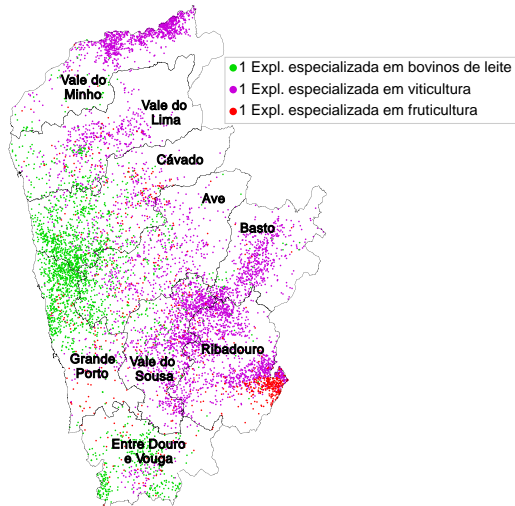 1 Expl. especializada em bovinos de leite
1 Expl. especializada em viticultura
1 Expl. especializada em fruticultura
Vale do
Minho
Vale do
Lima
Cávado
Ave
Basto
Ribadouro
Grande
Porto
Vale do
Sousa
Entre Douro
e Vouga